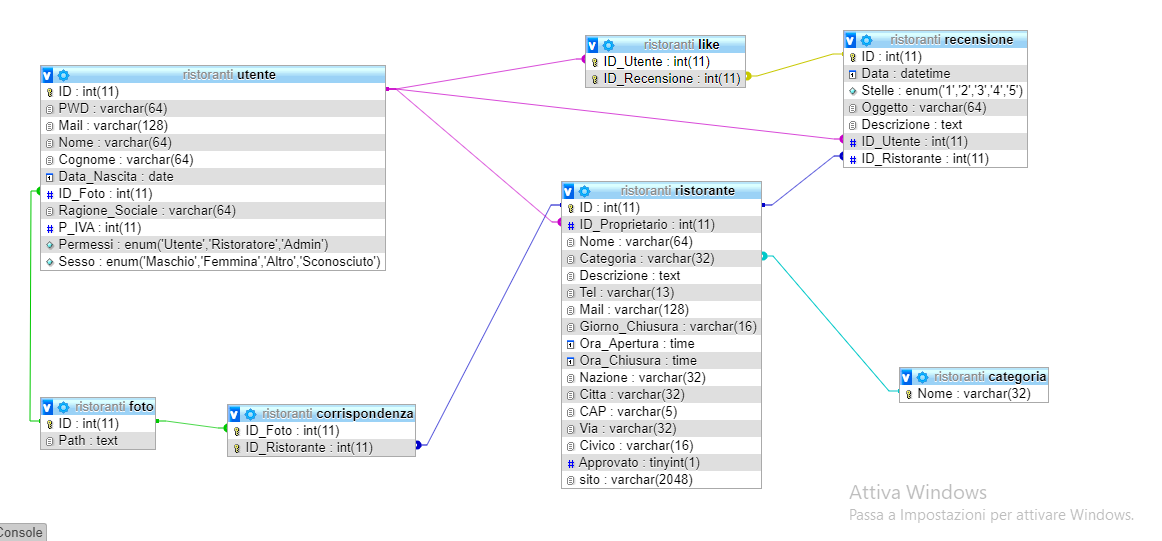 ristoranti utente
ID : int(11)
PWD : varchar(64)
Mail : varchar(128)
Nome : varchar(64)
Cognome : varchar(64)
Data_Nascita : date
ID_Foto : int(11)
Ragione_Sociale : varchar(64)
P_IVA : int(11)
Permessi : enum('Utente','Ristoratore','Admin')
Sesso : enum('Maschio','Femmina','Altro','Sconosciuto')
ristoranti like
ID_Utente : int(11)
ID_Recensione : int(11)
ristoranti recensione
ID : int(11)
Data : datetime
Stelle : enum('1','2','3','4','5')
Oggetto : varchar(64)
Descrizione : text
ID_Utente : int(11)
ID_Ristorante : int(11)
ristoranti ristorante
ID : int(11)
ID_Proprietario : int(11)
Nome : varchar(64)
Categoria : varchar(32)
Descrizione : text
Tel : varchar(13)
Mail : varchar(128)
Giorno_Chiusura : varchar(16)
Ora_Apertura : time
Ora_Chiusura : time
Nazione : varchar(32)
Citta : varchar(32)
CAP : varchar(5)
Via : varchar(32)
Civico : varchar(16)
Approvato : tinyint(1)
sito : varchar(2048)
ristoranti categoria
Nome : varchar(32)
ristoranti foto
ID : int(11)
Path : text
ristoranti corrispondenza
ID_Foto : int(11)
ID_Ristorante : int(11)
Attiva Windows
Passa a Impostazioni per attivare Windows.
Console